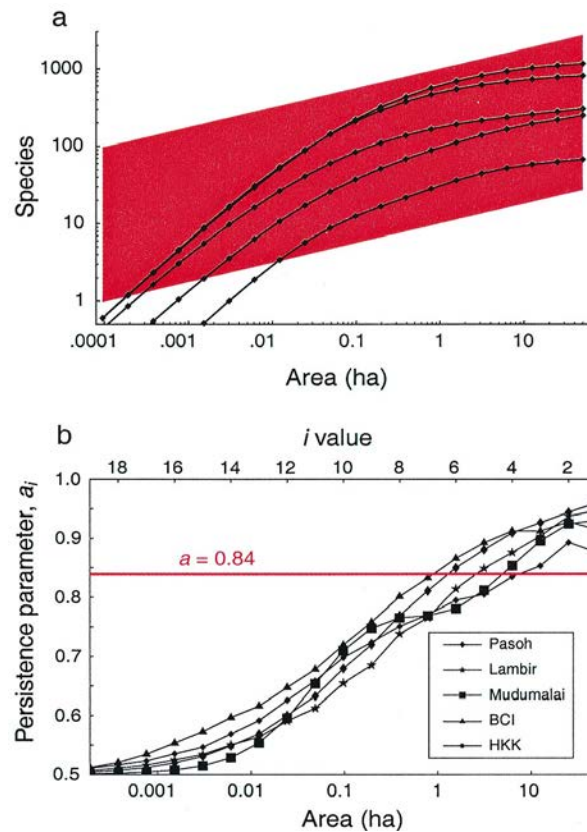 a
Species
1000
100
10
1
.0001
.001
.01
0.1
1
10
Area (ha)
b
i value
18 16 14 12 10 8 6 4 2
Persistence parameter, ai
1.0
0.9
0.8
0.7
0.6
0.5
a = 0.84
Pasoh
Lambir
Mudumalai
BCI
HKK
0.001 0.01 0.1 1 10
Area (ha)